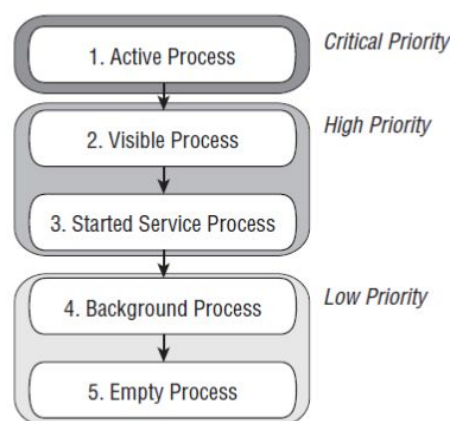 1. Active Process
Critical Priority
2. Visible Process
High Priority
3. Started Service Process
4. Background Process
Low Priority
5. Empty Process